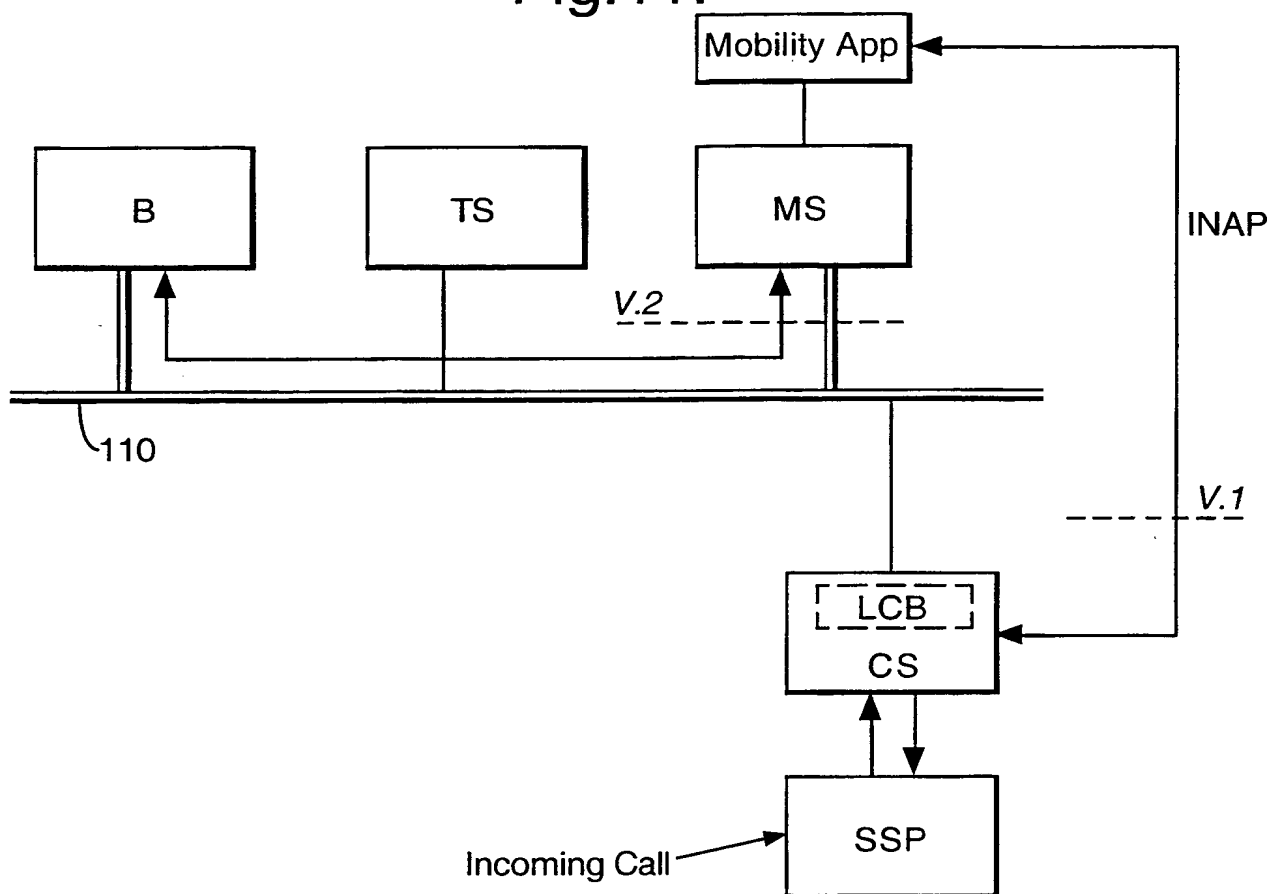 Mobility App
B
TS
MS
INAP
V.2
110
V.1
LCB
CS
SSP
Incoming Call